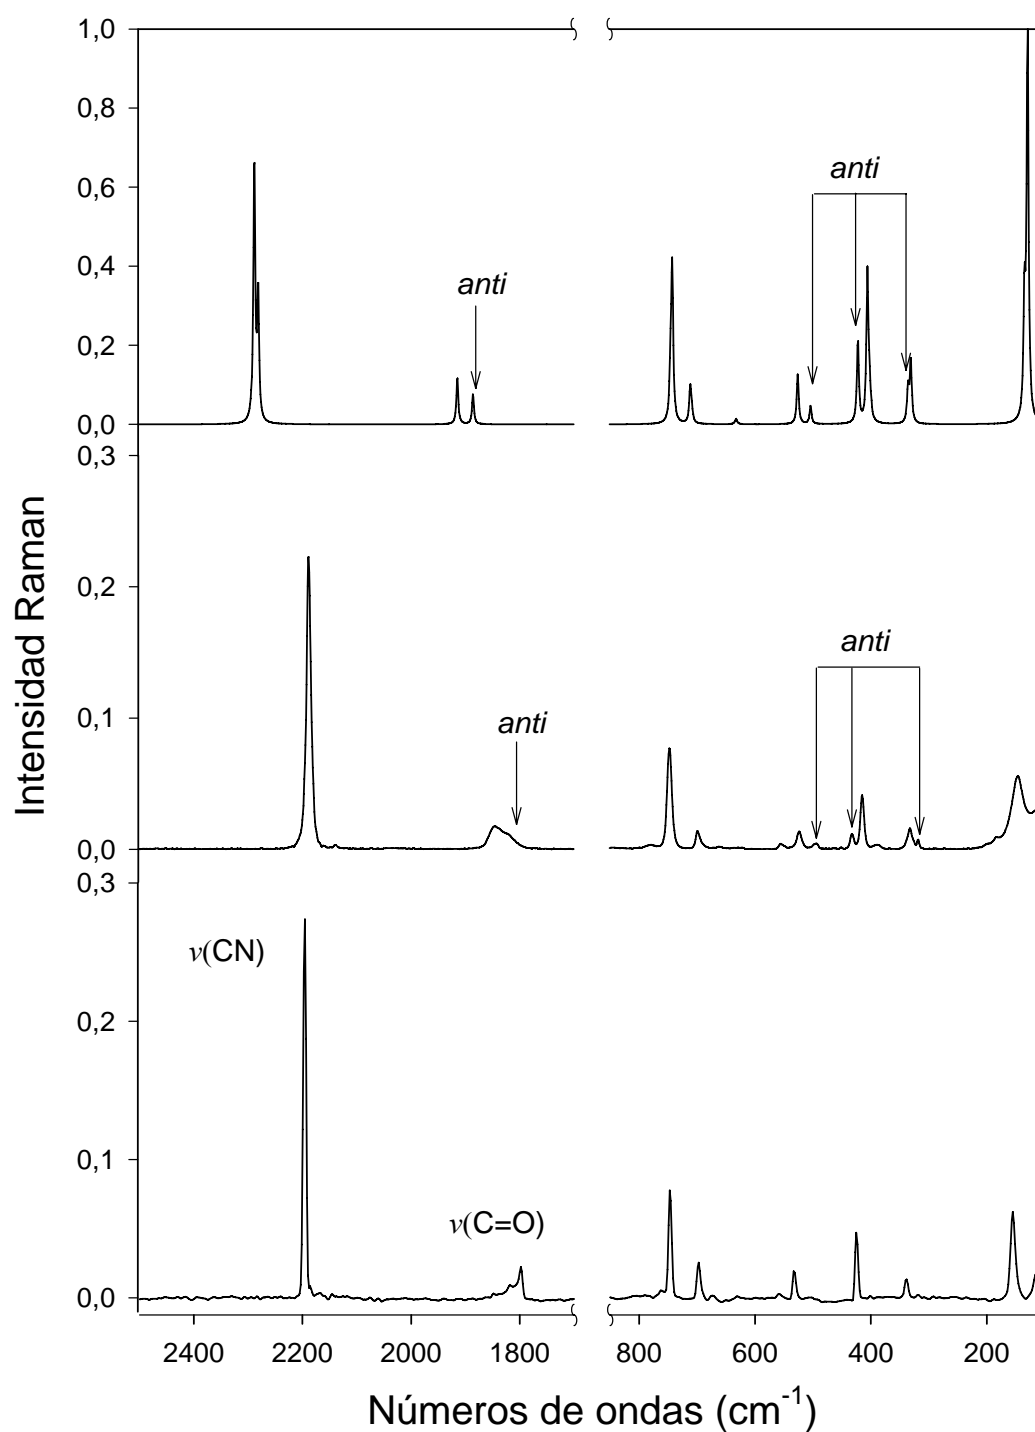 1,0
0,8
0,6
0,4
0,2
0,0
anti
anti
0,3
0,2
0,1
0,0
anti
anti
0,3
0,2
0,1
0,0
ν(CN)
ν(C=O)
Intensidad Raman
2400 2200 2000 1800 800 600 400 200
Números de ondas (cm-1)